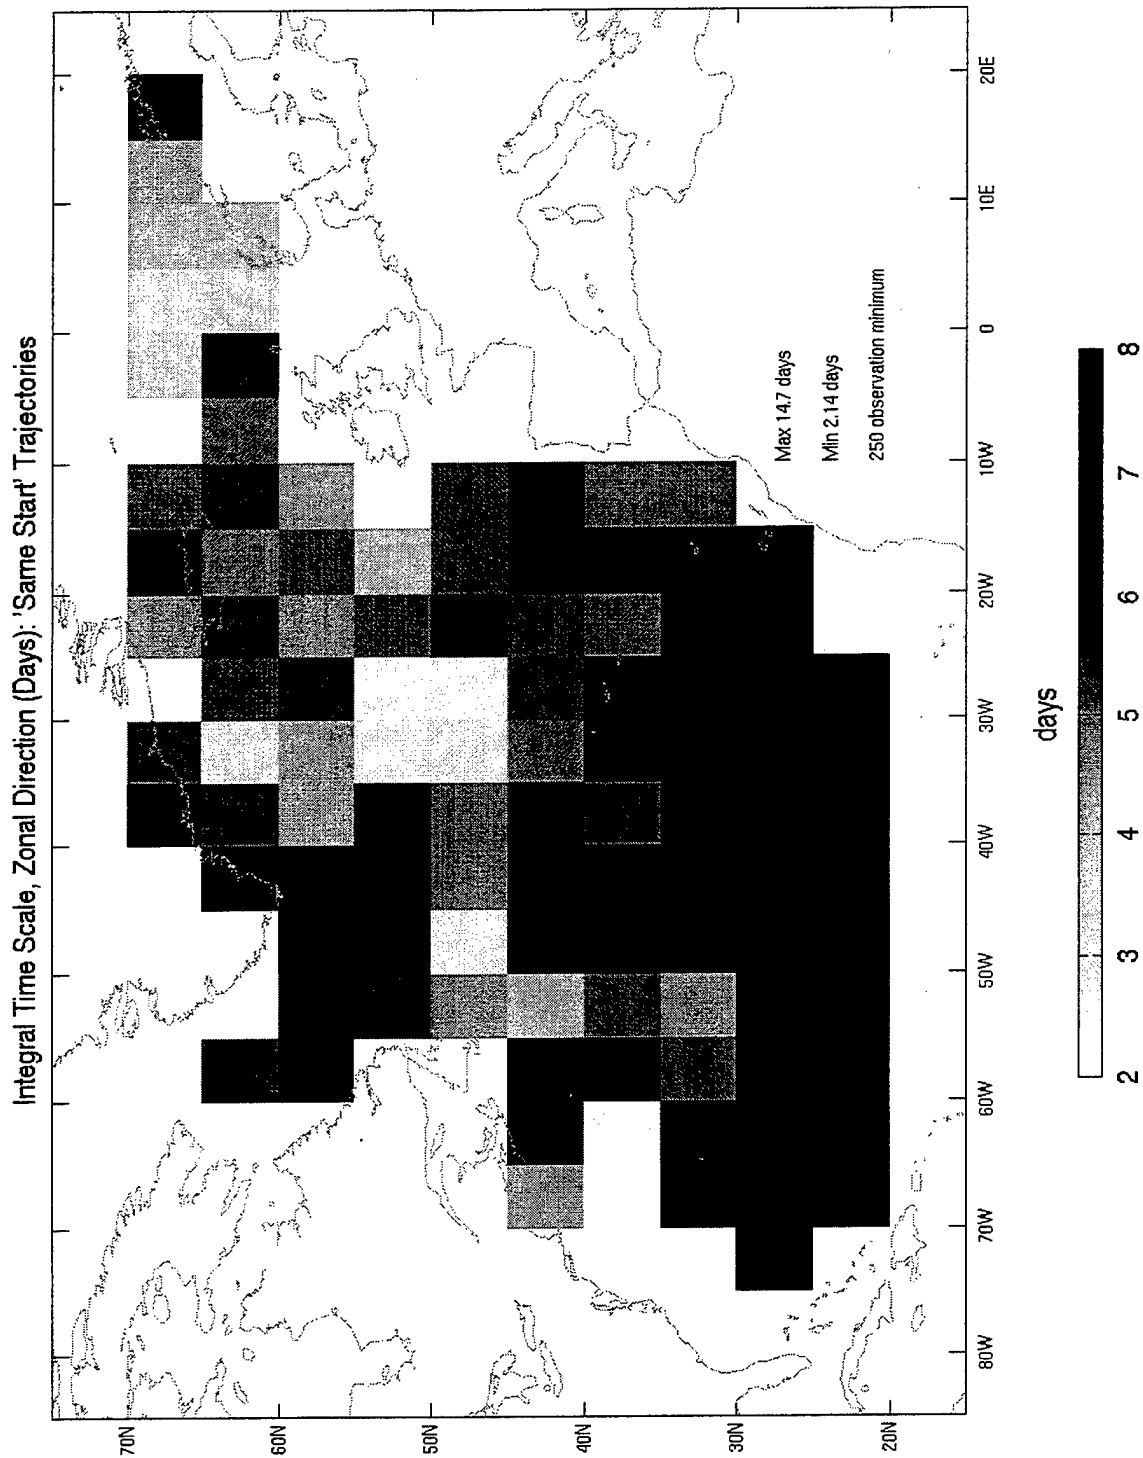 Integral Time Scale, Zonal Direction (Days): 'Same Start' Trajectories
70N
60N
50N
40N
30N
80W
70W
60W
50W
40W
30W
20W
10W
0
10E
20E
Max 14.7 days
Min 2.14 days
250 observation minimum
days
2
3
4
5
6
7
8